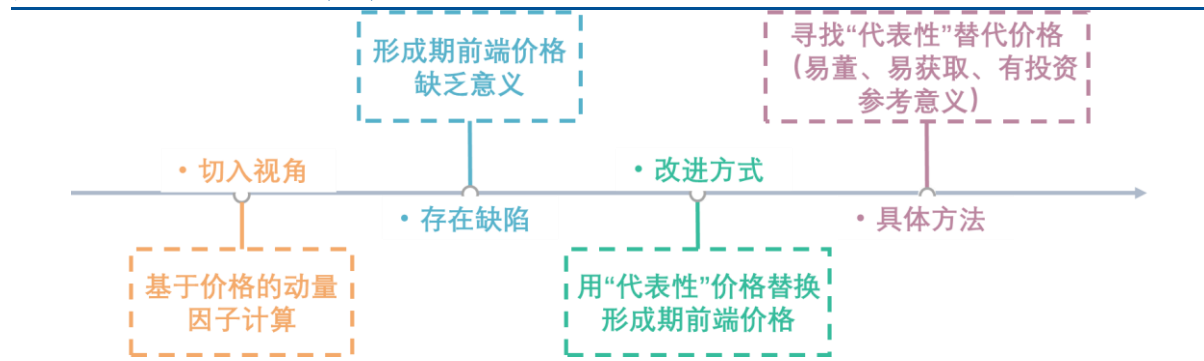 形成期前端价格
缺乏意义
寻找“代表性”替代价格
（易董、易获取、有投资
参考意义）
• 切入视角
• 改进方式
• 存在缺陷
• 具体方法
基于价格的动量
因子计算
用“代表性”价格替换
形成期前端价格